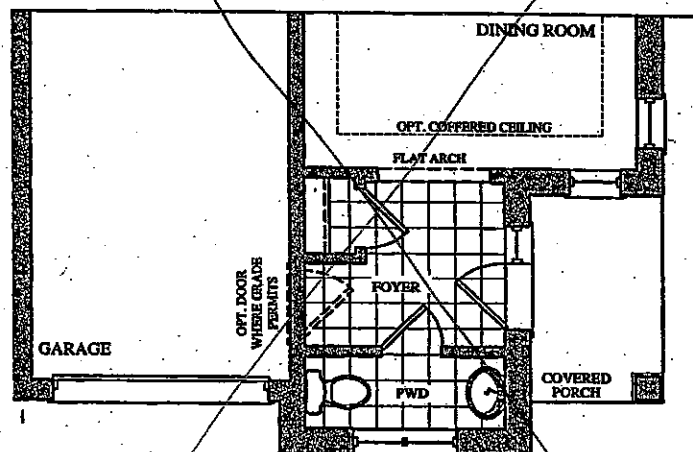 DINING ROOM
OPT. COFFERED CEILING
FLAT ARCH
OPT. DOOR
WHERE GRADE
PERMITS
FOYER
GARAGE
PWD
COVERED
PORCH